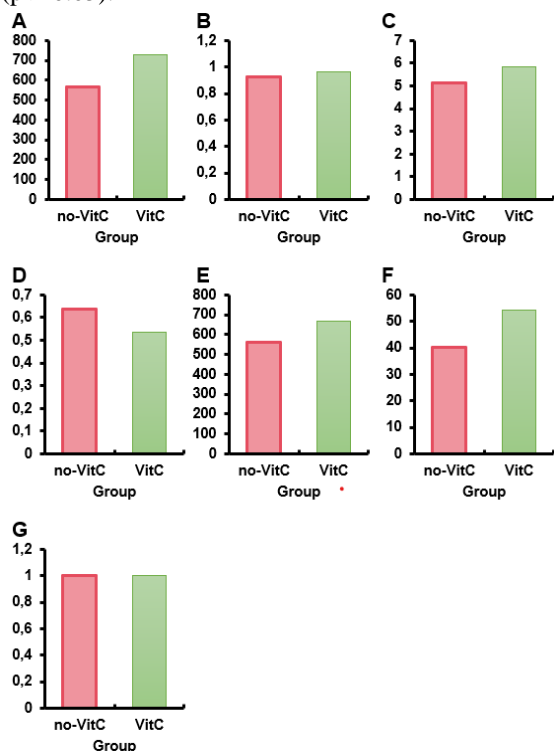 A
800
700
600
500
400
300
200
100
0
no-VitC VitC
Group
B
1,2
1
0,8
0,6
0,4
0,2
0
no-VitC VitC
Group
C
7
6
5
4
3
2
1
0
no-VitC VitC
Group
D
0,7
0,6
0,5
0,4
0,3
0,2
0,1
0
no-VitC VitC
Group
E
800
700
600
500
400
300
200
100
0
no-VitC VitC
Group
F
60
50
40
30
20
10
0
no-VitC VitC
Group
G
1,2
1
0,8
0,6
0,4
0,2
0
no-VitC VitC
Group